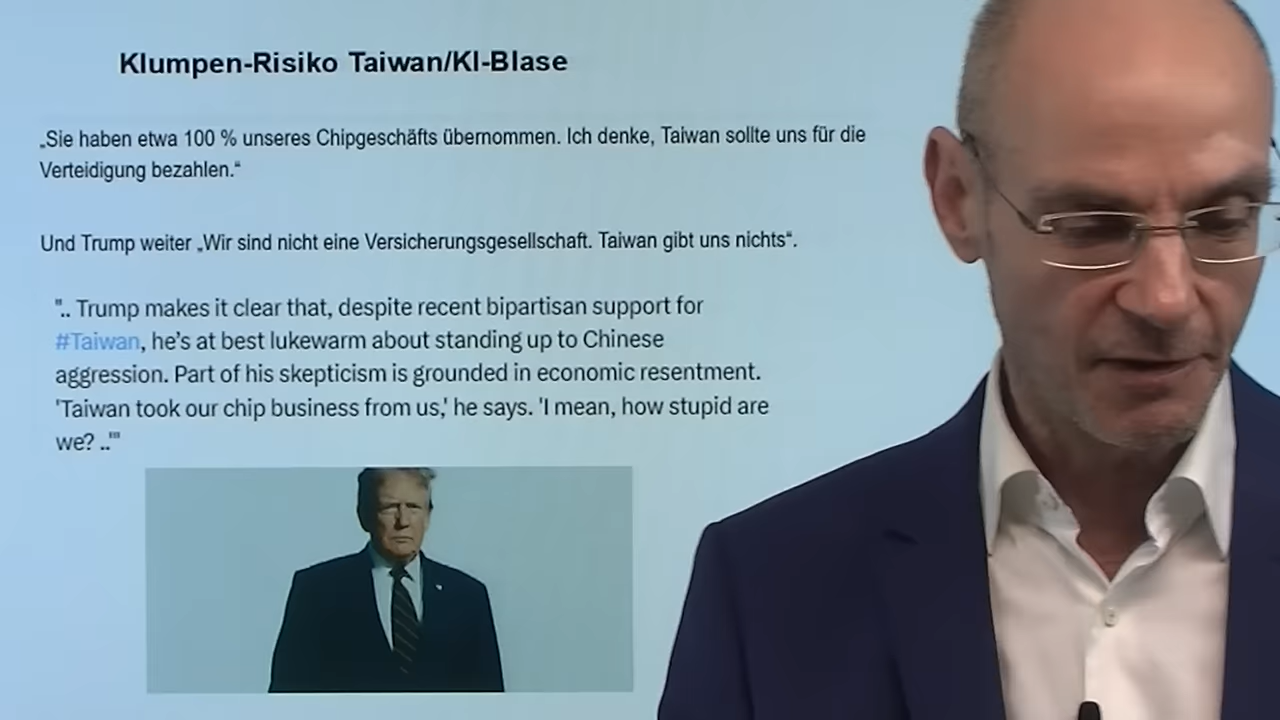 Klumpen-Risiko Taiwan/KI-Blase
„Sie haben etwa 100 % unseres Chipgeschäfts übernommen. Ich denke, Taiwan sollte uns für die
Verteidigung bezahlen.“
Und Trump weiter „Wir sind nicht eine Versicherungsgesellschaft. Taiwan gibt uns nichts“.
".. Trump makes it clear that, despite recent bipartisan support for
#Taiwan, he’s at best lukewarm about standing up to Chinese
aggression. Part of his skepticism is grounded in economic resentment.
'Taiwan took our chip business from us,' he says. 'I mean, how stupid are
we? ..'"